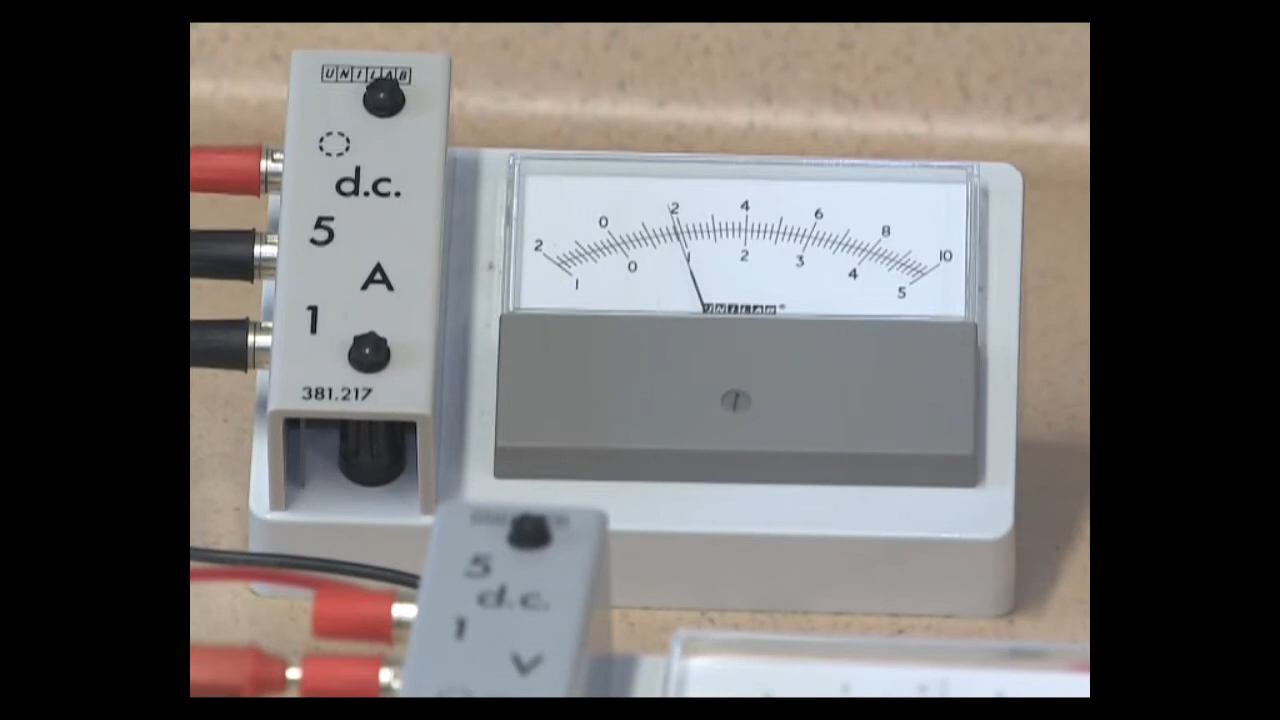 UNILAB
d.c.
5
A
1
381.217
2 0 2 4 6 8 10
1 0 1 2 3 4 5
UNILAB
5
d.c.
1
V